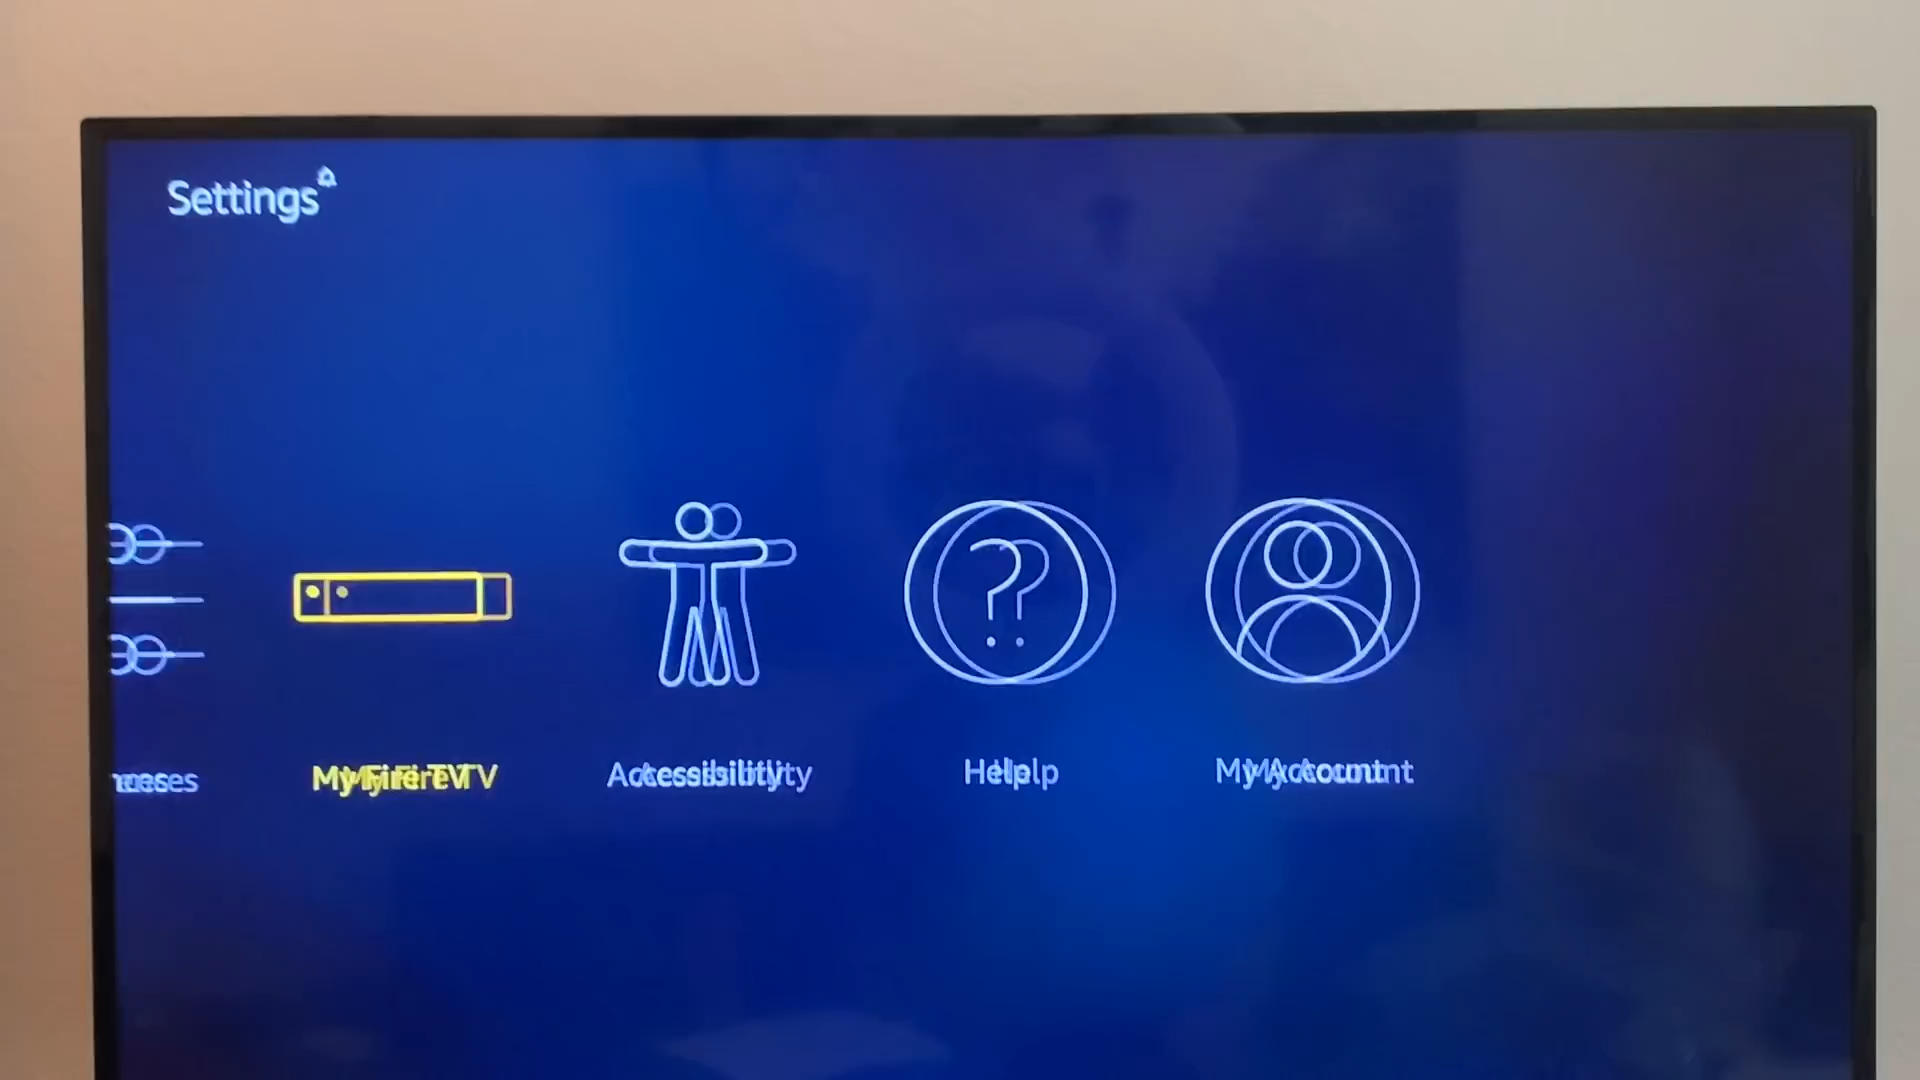 Settings
My Fire TV
Accessibility
Help
My Account